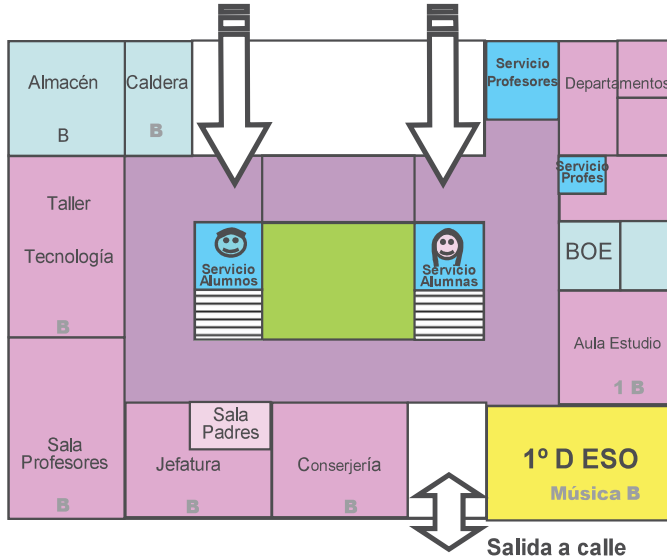 Almacén
B
Caldera
B
Servicio
Profesores
Departamentos
Servicio
Profes
Taller
Tecnología
B
Servicio
Alumnos
Servicio
Alumnas
BOE
Aula Estudio
1 B
Sala
Profesores
B
Sala
Padres
Jefatura
B
Conserjería
B
1º D ESO
Música B
Salida a calle